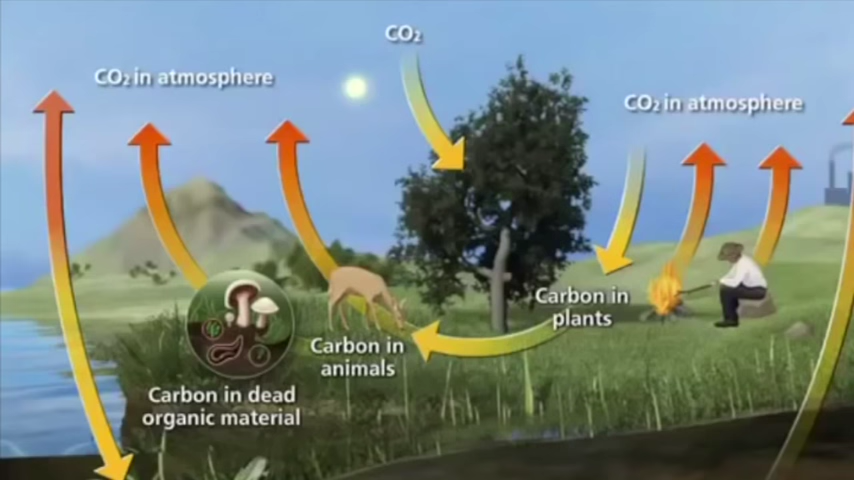 CO₂
CO₂ in atmosphere
CO₂ in atmosphere
Carbon in
plants
Carbon in
animals
Carbon in dead
organic material